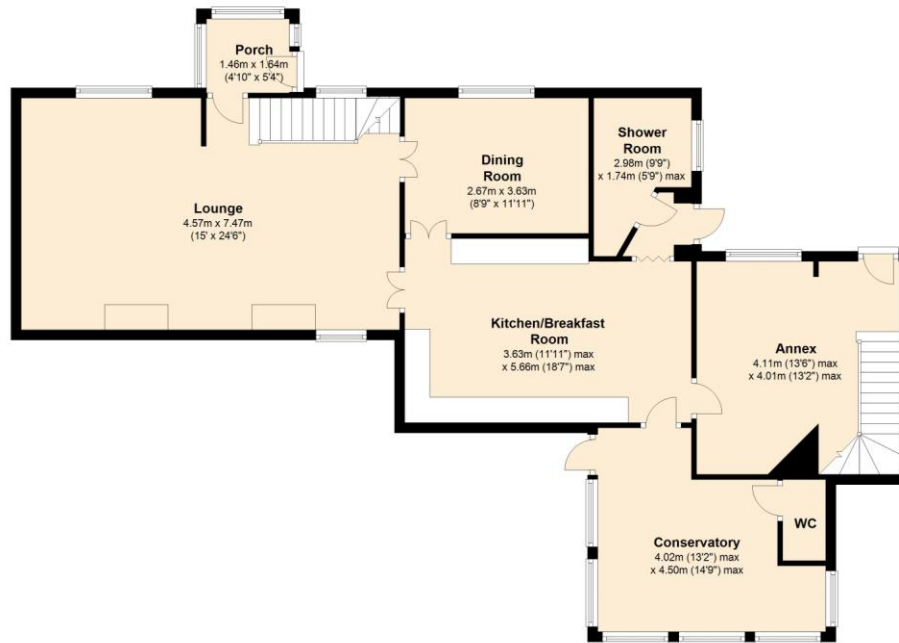 Porch
1.46m x 1.64m
(4'10" x 5'4")
Lounge
4.57m x 7.47m
(15' x 24'6")
Dining
Room
2.67m x 3.63m
(8'9" x 11'11")
Shower
Room
2.98m (9'9")
x 1.74m (5'9") max
Kitchen/Breakfast
Room
3.63m (11'11") max
x 5.66m (18'7") max
Annex
4.11m (13'6") max
x 4.01m (13'2") max
WC
Conservatory
4.02m (13'2") max
x 4.50m (14'9") max